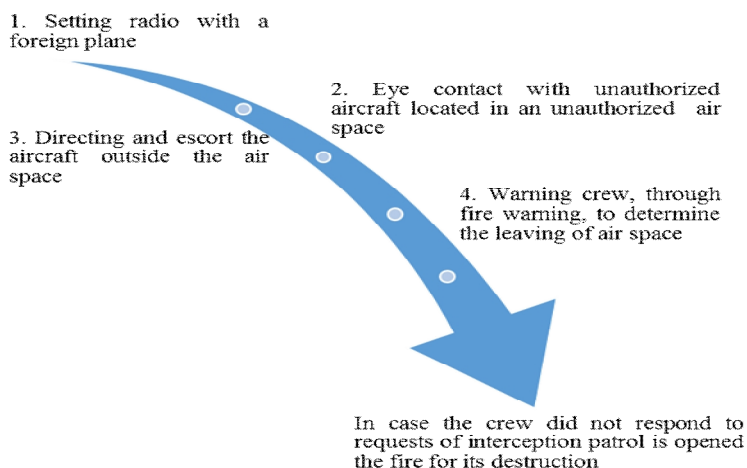 1. Setting radio with a
foreign plane
2. Eye contact with unauthorized
aircraft located in an unauthorized air
space
3. Directing and escort the
aircraft outside the air
space
4. Warning crew, through
fire warning, to determine
the leaving of air space
In case the crew did not respond to
requests of interception patrol is opened
the fire for its destruction